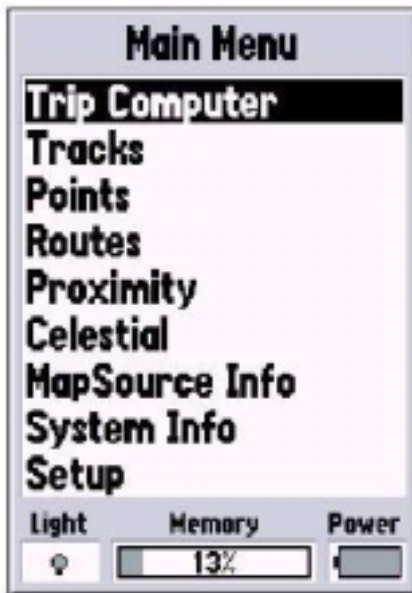 Main Menu
Trip Computer
Tracks
Points
Routes
Proximity
Celestial
MapSource Info
System Info
Setup
Light Memory Power
13%